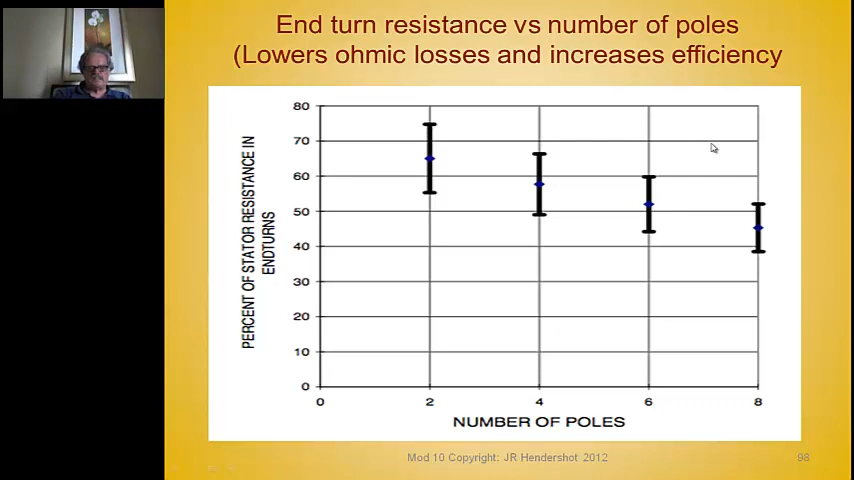 End turn resistance vs number of poles
(Lowers ohmic losses and increases efficiency
PERCENT OF STATOR RESISTANCE IN
ENDTURNS
80
70
60
50
40
30
20
10
0
0 2 4 6 8
NUMBER OF POLES
Mod 10 Copyright: JR Hendershot 2012 98